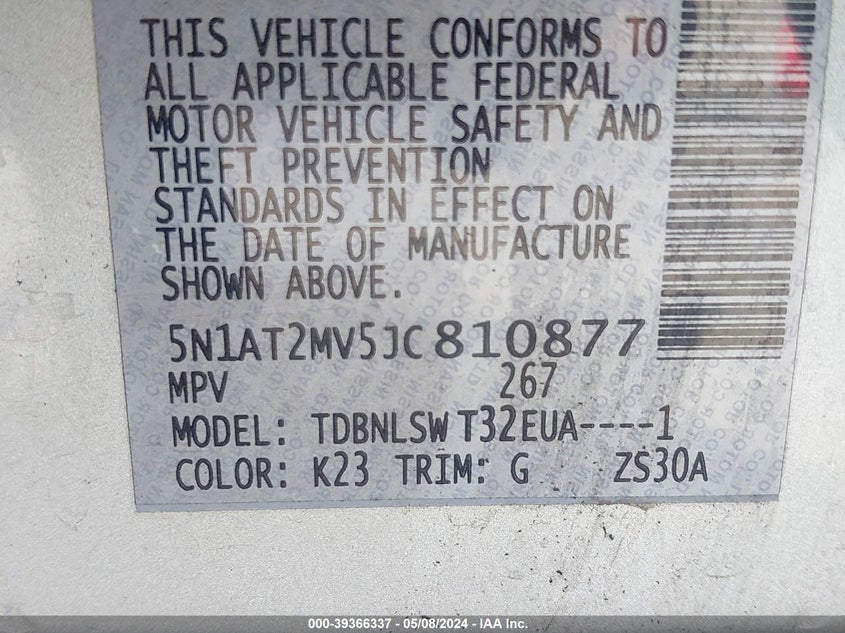 THIS VEHICLE CONFORMS TO
ALL APPLICABLE FEDERAL
MOTOR VEHICLE SAFETY AND
THEFT PREVENTION
STANDARDS IN EFFECT ON
THE DATE OF MANUFACTURE
SHOWN ABOVE.
5N1AT2MV5JC810877
MPV 267
MODEL: TDBNLSW T32EUA----1
COLOR: K23 TRIM: G ZS30A
000-39366337 - 05/08/2024 - IAA Inc.